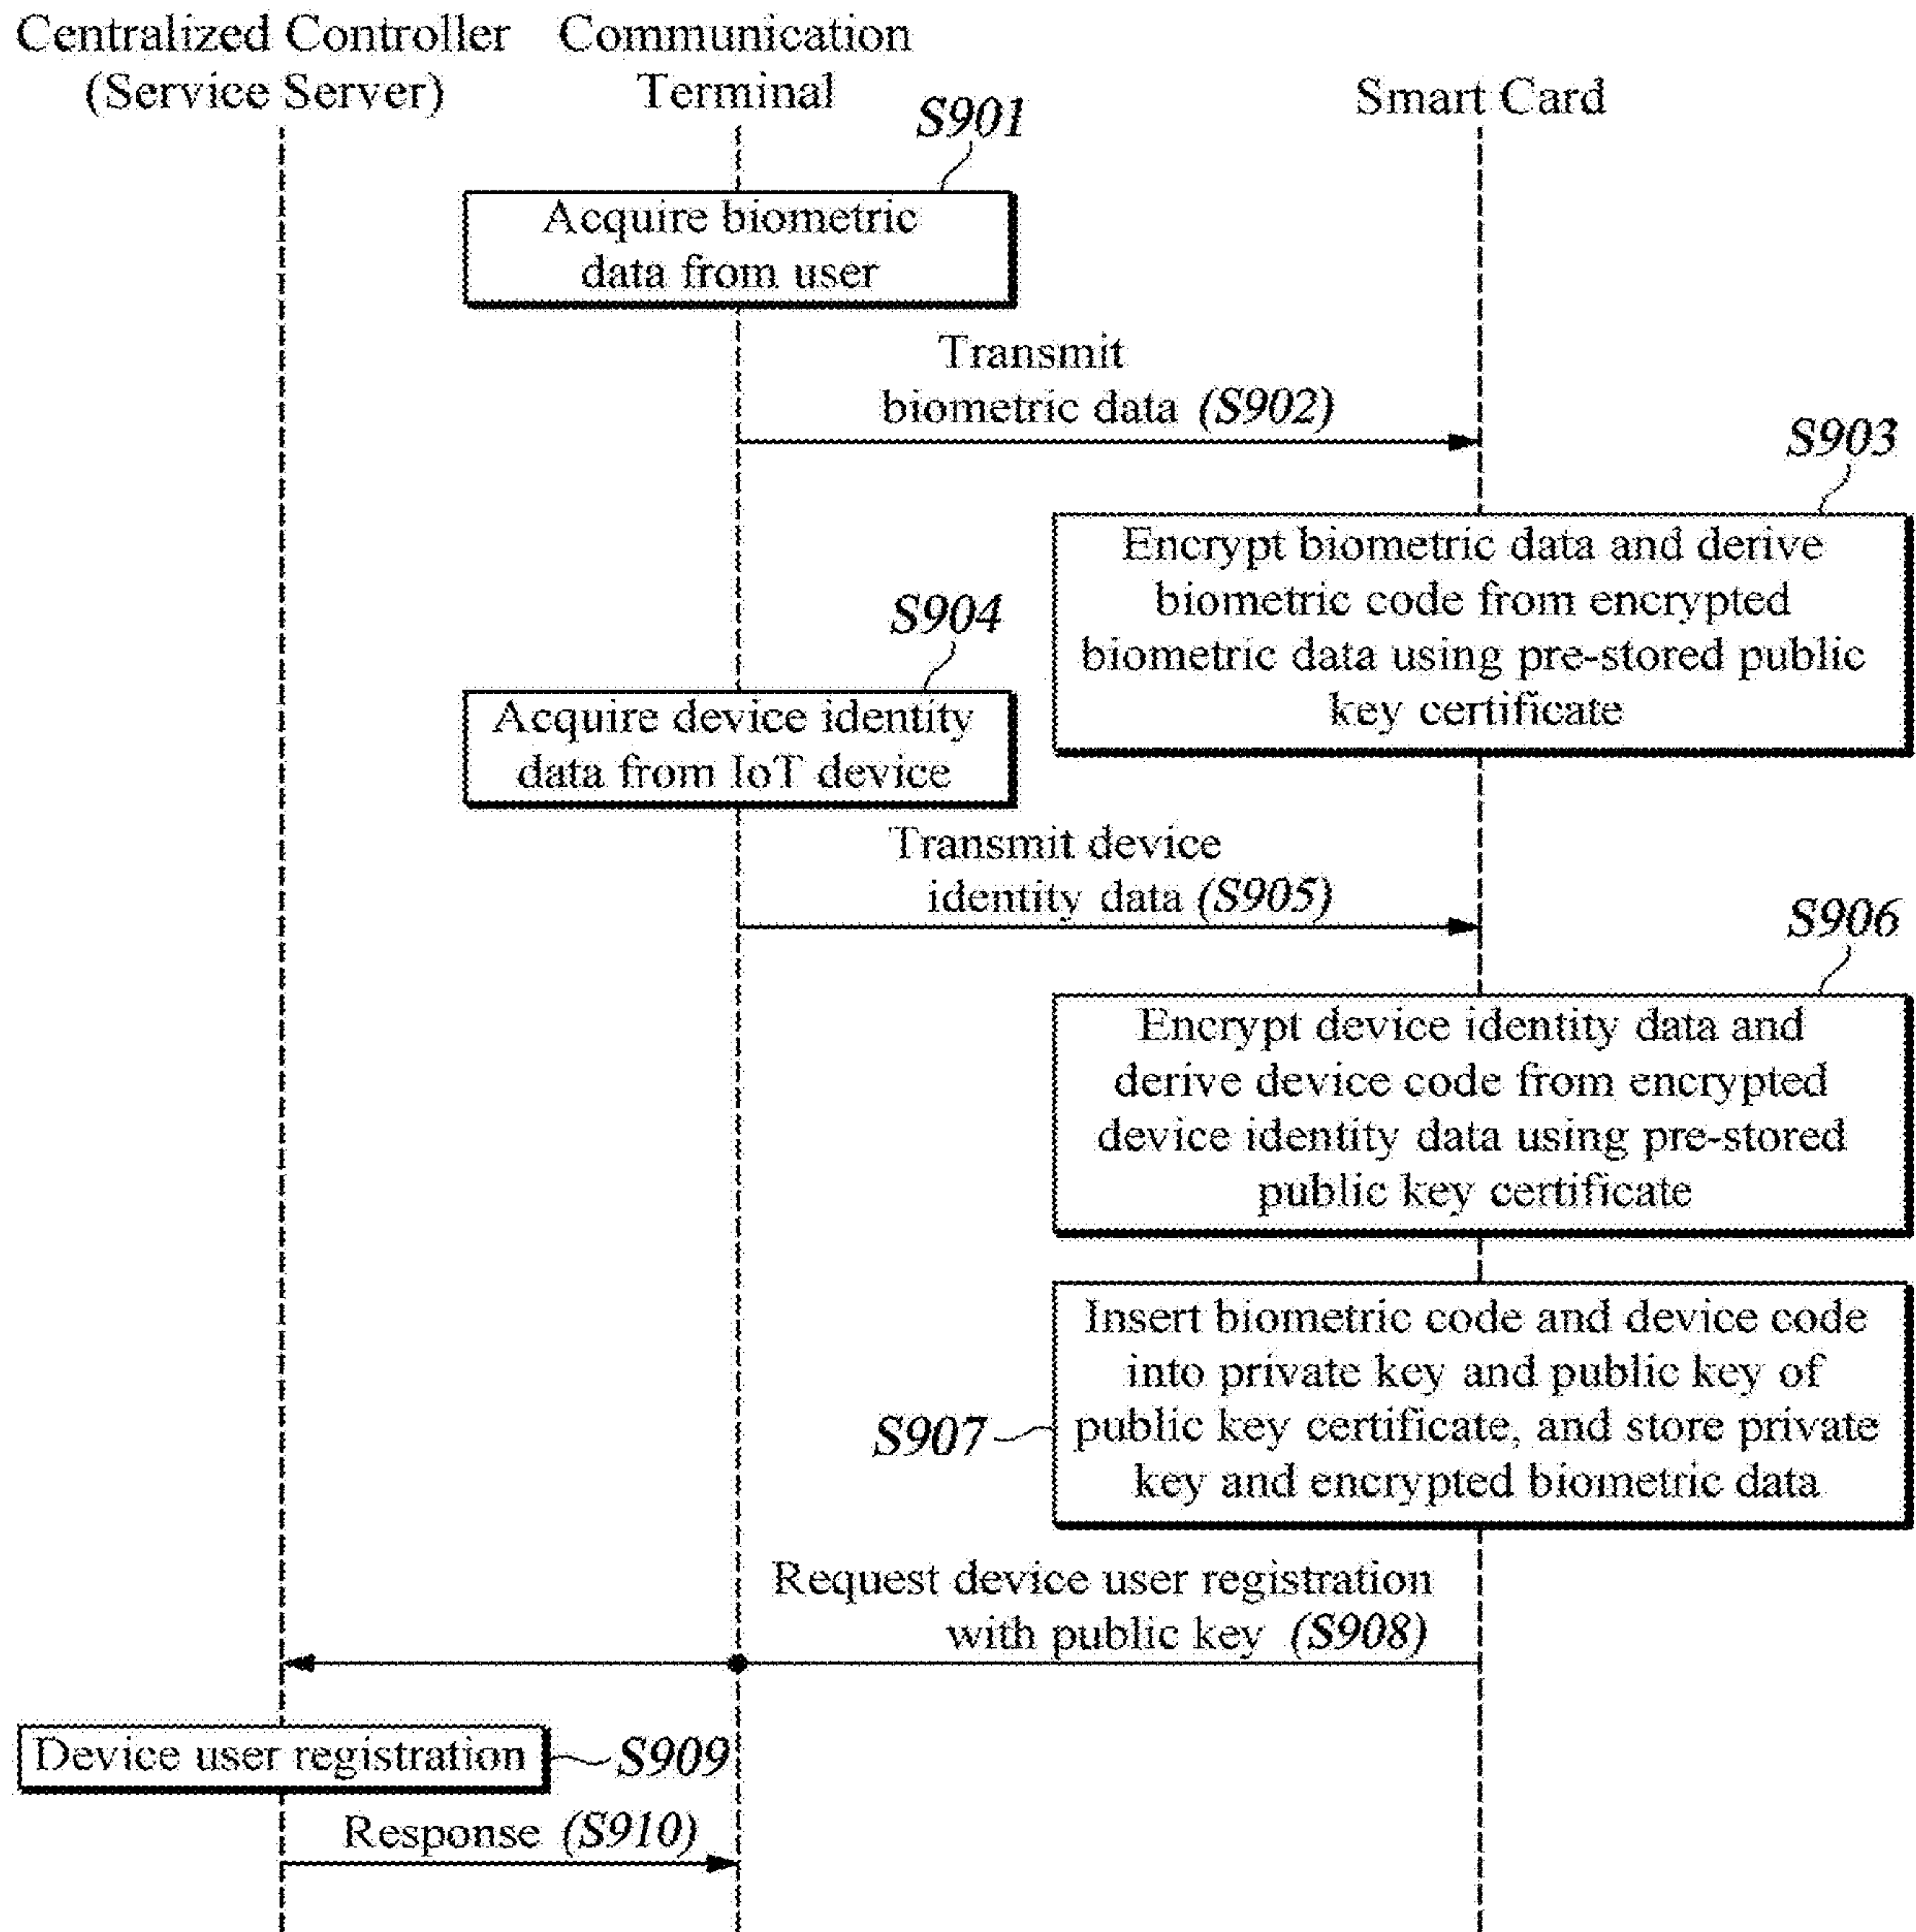 Centralized Controller
(Service Server)
Communication
Terminal
Smart Card
S901
Acquire biometric
data from user
Transmit
biometric data (S902)
S903
Encrypt biometric data and derive
biometric code from encrypted
biometric data using pre-stored public
key certificate
S904
Acquire device identity
data from IoT device
Transmit device
identity data (S905)
S906
Encrypt device identity data and
derive device code from encrypted
device identity data using pre-stored
public key certificate
Insert biometric code and device code
into private key and public key of
public key certificate, and store private
key and encrypted biometric data
S907
Request device user registration
with public key (S908)
Device user registration
S909
Response (S910)